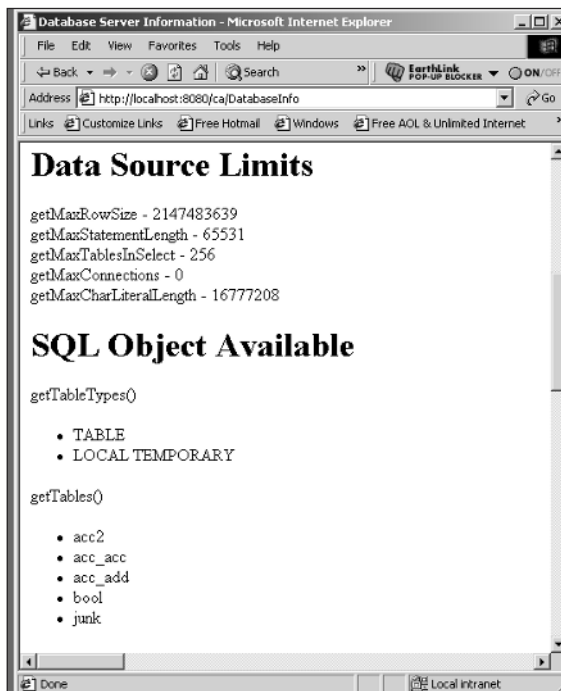 Database Server Information - Microsoft Internet Explorer
File Edit View Favorites Tools Help
Back Search EarthLink POP-UP BLOCKER ON/OFF
Address http://localhost:8080/ca/DatabaseInfo Go
Links Customize Links Free Hotmail Windows Free AOL & Unlimited Internet
Data Source Limits
getMaxRowSize - 2147483639
getMaxStatementLength - 65531
getMaxTablesInSelect - 256
getMaxConnections - 0
getMaxCharLiteralLength - 16777208
SQL Object Available
getTableTypes()
• TABLE
• LOCAL TEMPORARY
getTables()
• acc2
• acc_acc
• acc_add
• bool
• junk
Done Local intranet